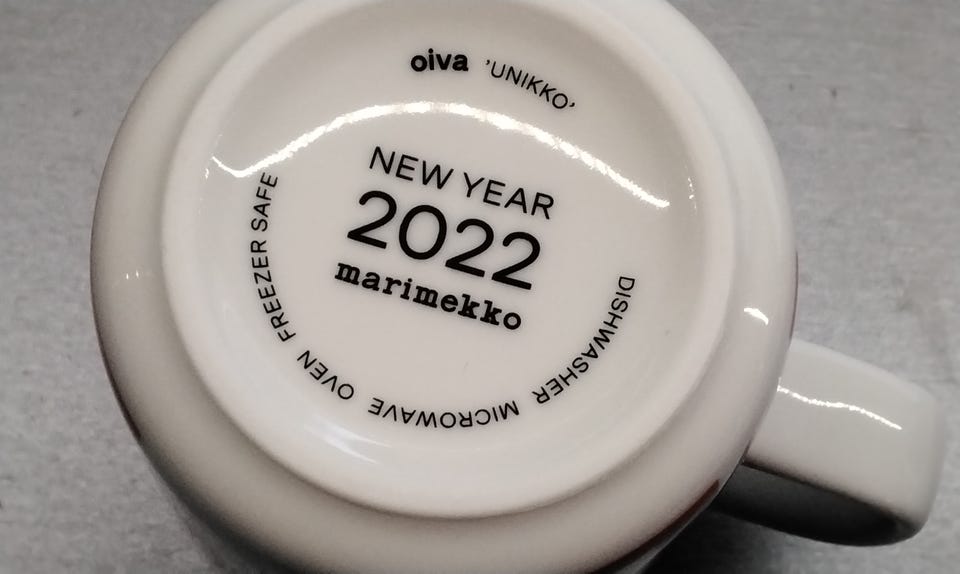 oiva 'UNIKKO'
NEW YEAR
2022
marimekko
DISHWASHER MICROWAVE OVEN FREEZER SAFE